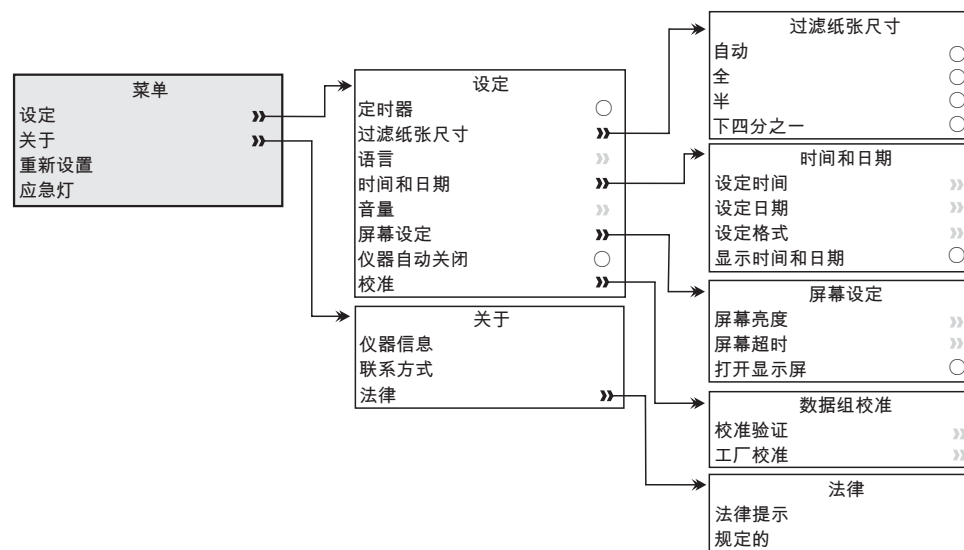 菜单
设定
关于
重新设置
应急灯
设定
定时器
过滤纸张尺寸
语言
时间和日期
音量
屏幕设定
仪器自动关闭
校准
关于
仪器信息
联系方式
法律
过滤纸张尺寸
自动
全
半
下四分之一
时间和日期
设定时间
设定日期
设定格式
显示时间和日期
屏幕设定
屏幕亮度
屏幕超时
打开显示屏
数据组校准
校准验证
工厂校准
法律
法律提示
规定的